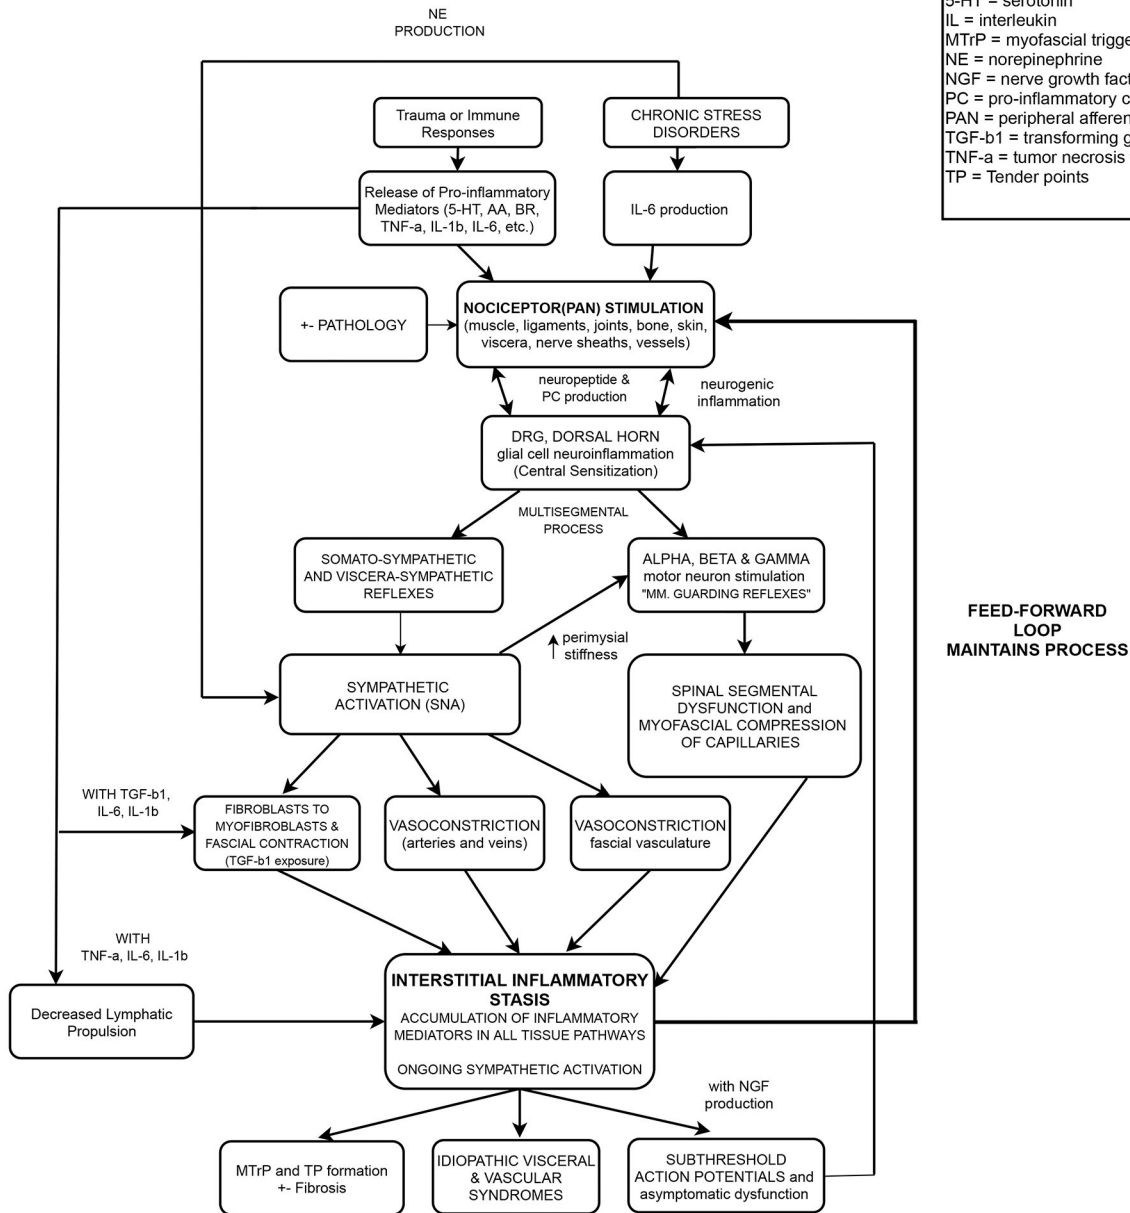 NE
PRODUCTION
5-HT = serotonin
IL = interleukin
MTrP = myofascial
NE = norepinephrine
NGF = nerve growth
PC = pro-inflammatory
PAN = peripheral
TGF-b1 = transforming
TNF-a = tumor necrosis
TP = Tender points
Trauma or Immune
Responses
CHRONIC STRESS
DISORDERS
Release of Pro-inflammatory
Mediators (5-HT, AA, BR,
TNF-a, IL-1b, IL-6, etc.)
IL-6 production
+- PATHOLOGY
NOCICEPTOR(PAN) STIMULATION
(muscle, ligaments, joints, bone, skin,
viscera, nerve sheaths, vessels)
neuropeptide &
PC production
neurogenic
inflammation
DRG, DORSAL HORN
glial cell neuroinflammation
(Central Sensitization)
MULTISEGMENTAL
PROCESS
SOMATO-SYMPATHETIC
AND VISCERA-SYMPATHETIC
REFLEXES
ALPHA, BETA & GAMMA
motor neuron stimulation
"MM. GUARDING REFLEXES"
perimysial
stiffness
FEED-FORWARD
LOOP
MAINTAINS PROCESS
SYMPATHETIC
ACTIVATION (SNA)
SPINAL SEGMENTAL
DYSFUNCTION and
MYOFASCIAL COMPRESSION
OF CAPILLARIES
WITH TGF-b1,
IL-6, IL-1b
FIBROBLASTS TO
MYOFIBROBLASTS &
FASCIAL CONTRACTION
(TGF-b1 exposure)
VASOCONSTRICTION
(arteries and veins)
VASOCONSTRICTION
fascial vasculature
WITH
TNF-a, IL-6, IL-1b
Decreased Lymphatic
Propulsion
INTERSTITIAL INFLAMMATORY
STASIS
ACCUMULATION OF INFLAMMATORY
MEDIATORS IN ALL TISSUE PATHWAYS
ONGOING SYMPATHETIC ACTIVATION
with NGF
production
MTrP and TP formation
+- Fibrosis
IDIOPATHIC VISCERAL
& VASCULAR
SYNDROMES
SUBTHRESHOLD
ACTION POTENTIALS and
asymptomatic dysfunction